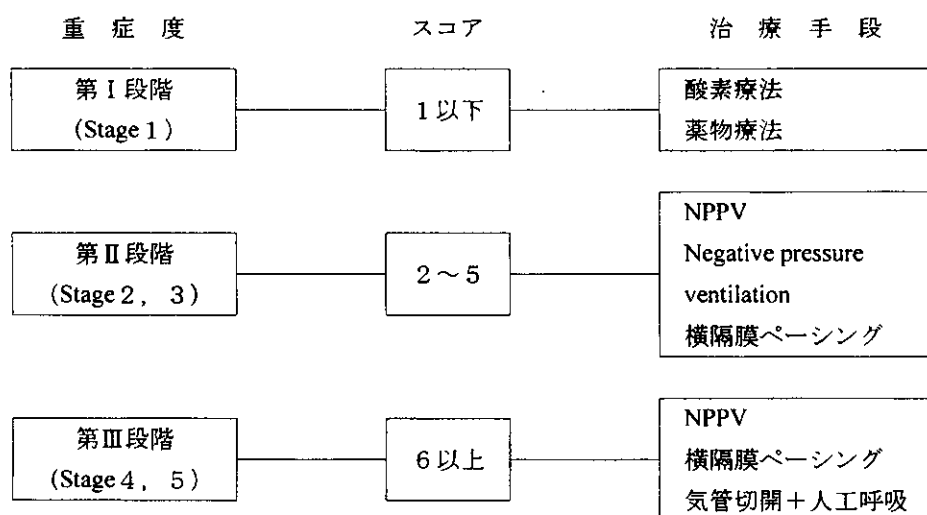 重症度 スコア 治療手段
第Ⅰ段階
(Stage 1)
1以下
酸素療法
薬物療法
第Ⅱ段階
(Stage 2, 3)
2~5
NPPV
Negative pressure
ventilation
横隔膜ペーシング
第Ⅲ段階
(Stage 4, 5)
6以上
NPPV
横隔膜ペーシング
気管切開+人工呼吸